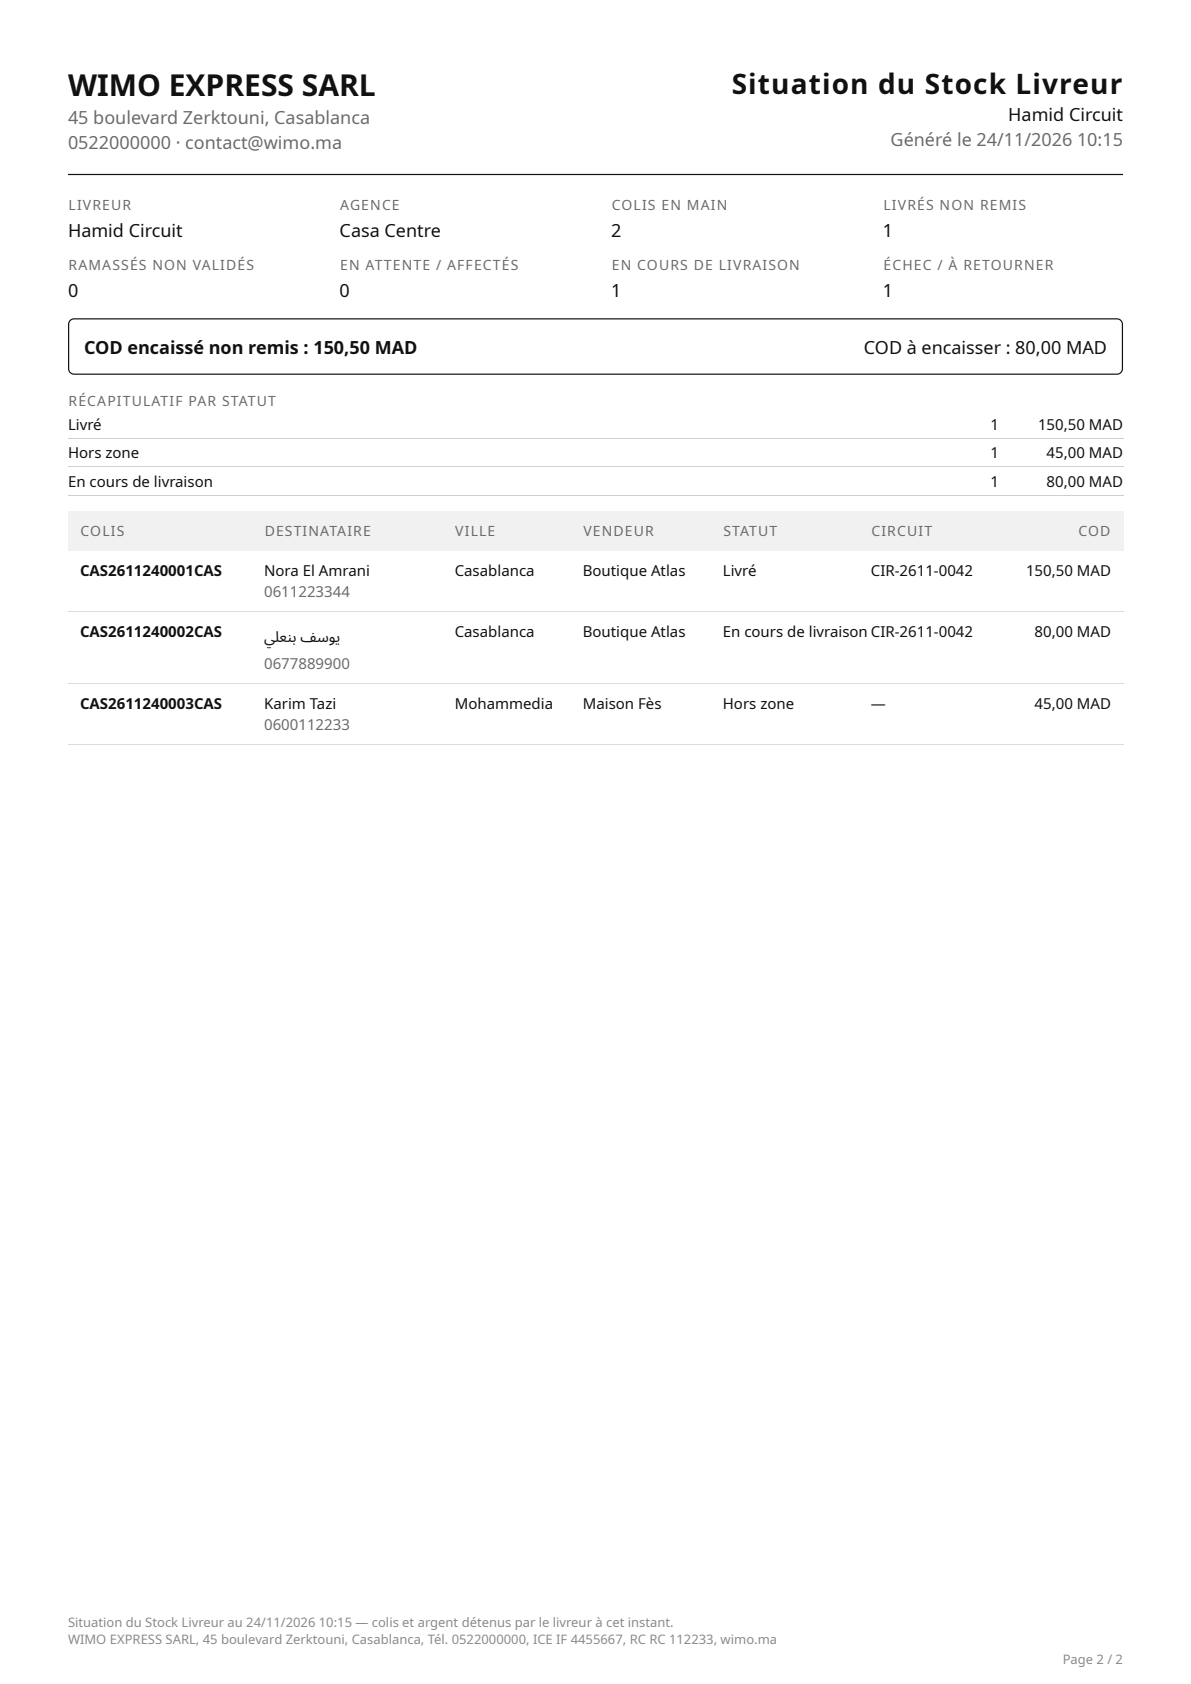 WIMO EXPRESS SARL
45 boulevard Zerktouni, Casablanca
0522000000 · contact@wimo.ma
Situation du Stock Livreur
Hamid Circuit
Généré le 24/11/2026 10:15
LIVREUR AGENCE COLIS EN MAIN LIVRÉS NON REMIS
Hamid Circuit Casa Centre 2 1
RAMASSÉS NON VALIDÉS EN ATTENTE / AFFECTÉS EN COURS DE LIVRAISON ÉCHEC / À RETOURNER
0 0 1 1
COD encaissé non remis : 150,50 MAD COD à encaisser : 80,00 MAD
RÉCAPITULATIF PAR STATUT
Livré 1 150,50 MAD
Hors zone 1 45,00 MAD
En cours de livraison 1 80,00 MAD
COLIS DESTINATAIRE VILLE VENDEUR STATUT CIRCUIT COD
CAS2611240001CAS Nora El Amrani Casablanca Boutique Atlas Livré CIR-2611-0042 150,50 MAD
0611223344
CAS2611240002CAS يوسف بنعلي Casablanca Boutique Atlas En cours de livraison CIR-2611-0042 80,00 MAD
0677889900
CAS2611240003CAS Karim Tazi Mohammedia Maison Fès Hors zone — 45,00 MAD
0600112233
Situation du Stock Livreur au 24/11/2026 10:15 — colis et argent détenus par le livreur à cet instant.
WIMO EXPRESS SARL, 45 boulevard Zerktouni, Casablanca, Tél. 0522000000, ICE IF 4455667, RC RC 112233, wimo.ma
Page 2 / 2